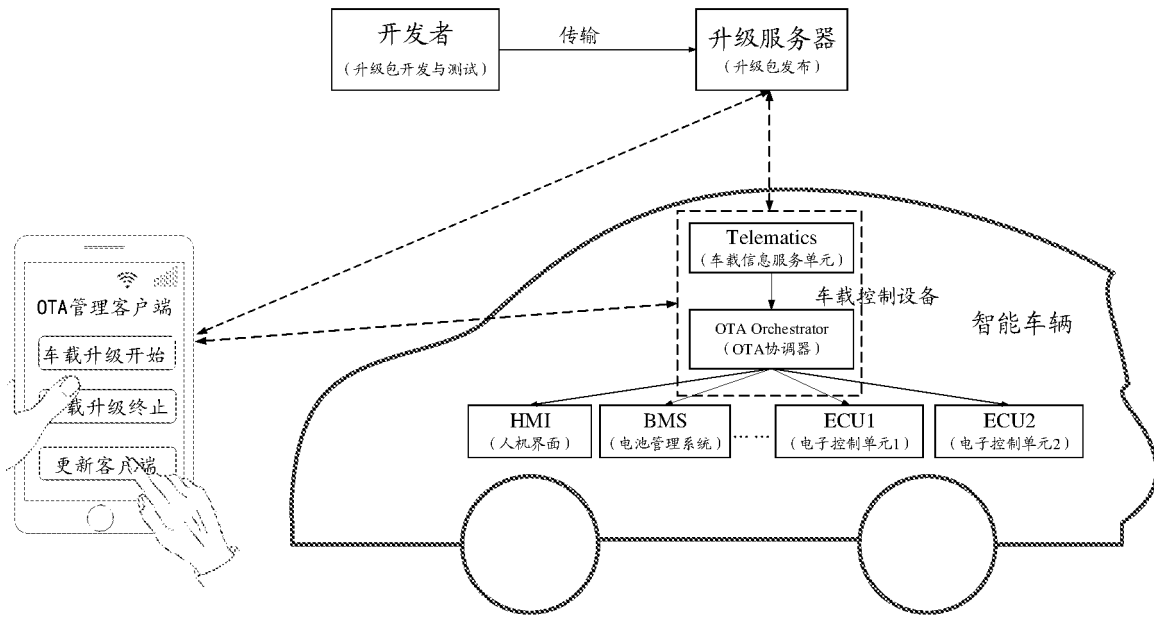 开发者
(升级包开发与测试)
传输
升级服务器
(升级包发布)
Telematics
(车载信息服务单元)
车载控制设备
OTA Orchestrator
(OTA协调器)
智能车辆
OTA管理客户端
车载升级开始
载升级终止
更新客户端
HMI
(人机界面)
BMS
(电池管理系统)
……
ECU1
(电子控制单元1)
ECU2
(电子控制单元2)